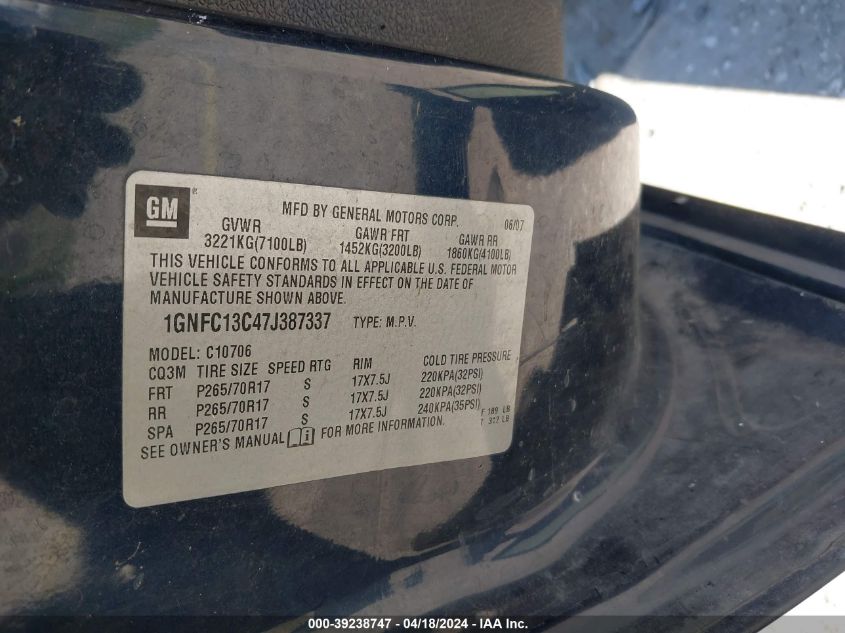 GM ®
MFD BY GENERAL MOTORS CORP. 06/07
GVWR GAWR FRT GAWR RR
3221KG(7100LB) 1452KG(3200LB) 1860KG(4100LB)
THIS VEHICLE CONFORMS TO ALL APPLICABLE U.S. FEDERAL MOTOR
VEHICLE SAFETY STANDARDS IN EFFECT ON THE DATE OF
MANUFACTURE SHOWN ABOVE.
1GNFC13C47J387337 TYPE: M.P.V.
MODEL: C10706
CQ3M TIRE SIZE SPEED RTG RIM COLD TIRE PRESSURE
FRT P265/70R17 S 17X7.5J 220KPA(32PSI)
RR P265/70R17 S 17X7.5J 220KPA(32PSI)
SPA P265/70R17 S 17X7.5J 240KPA(35PSI)
F 189 LB
T LB
SEE OWNER'S MANUAL i FOR MORE INFORMATION.
000-39238747 - 04/18/2024 - IAA Inc.